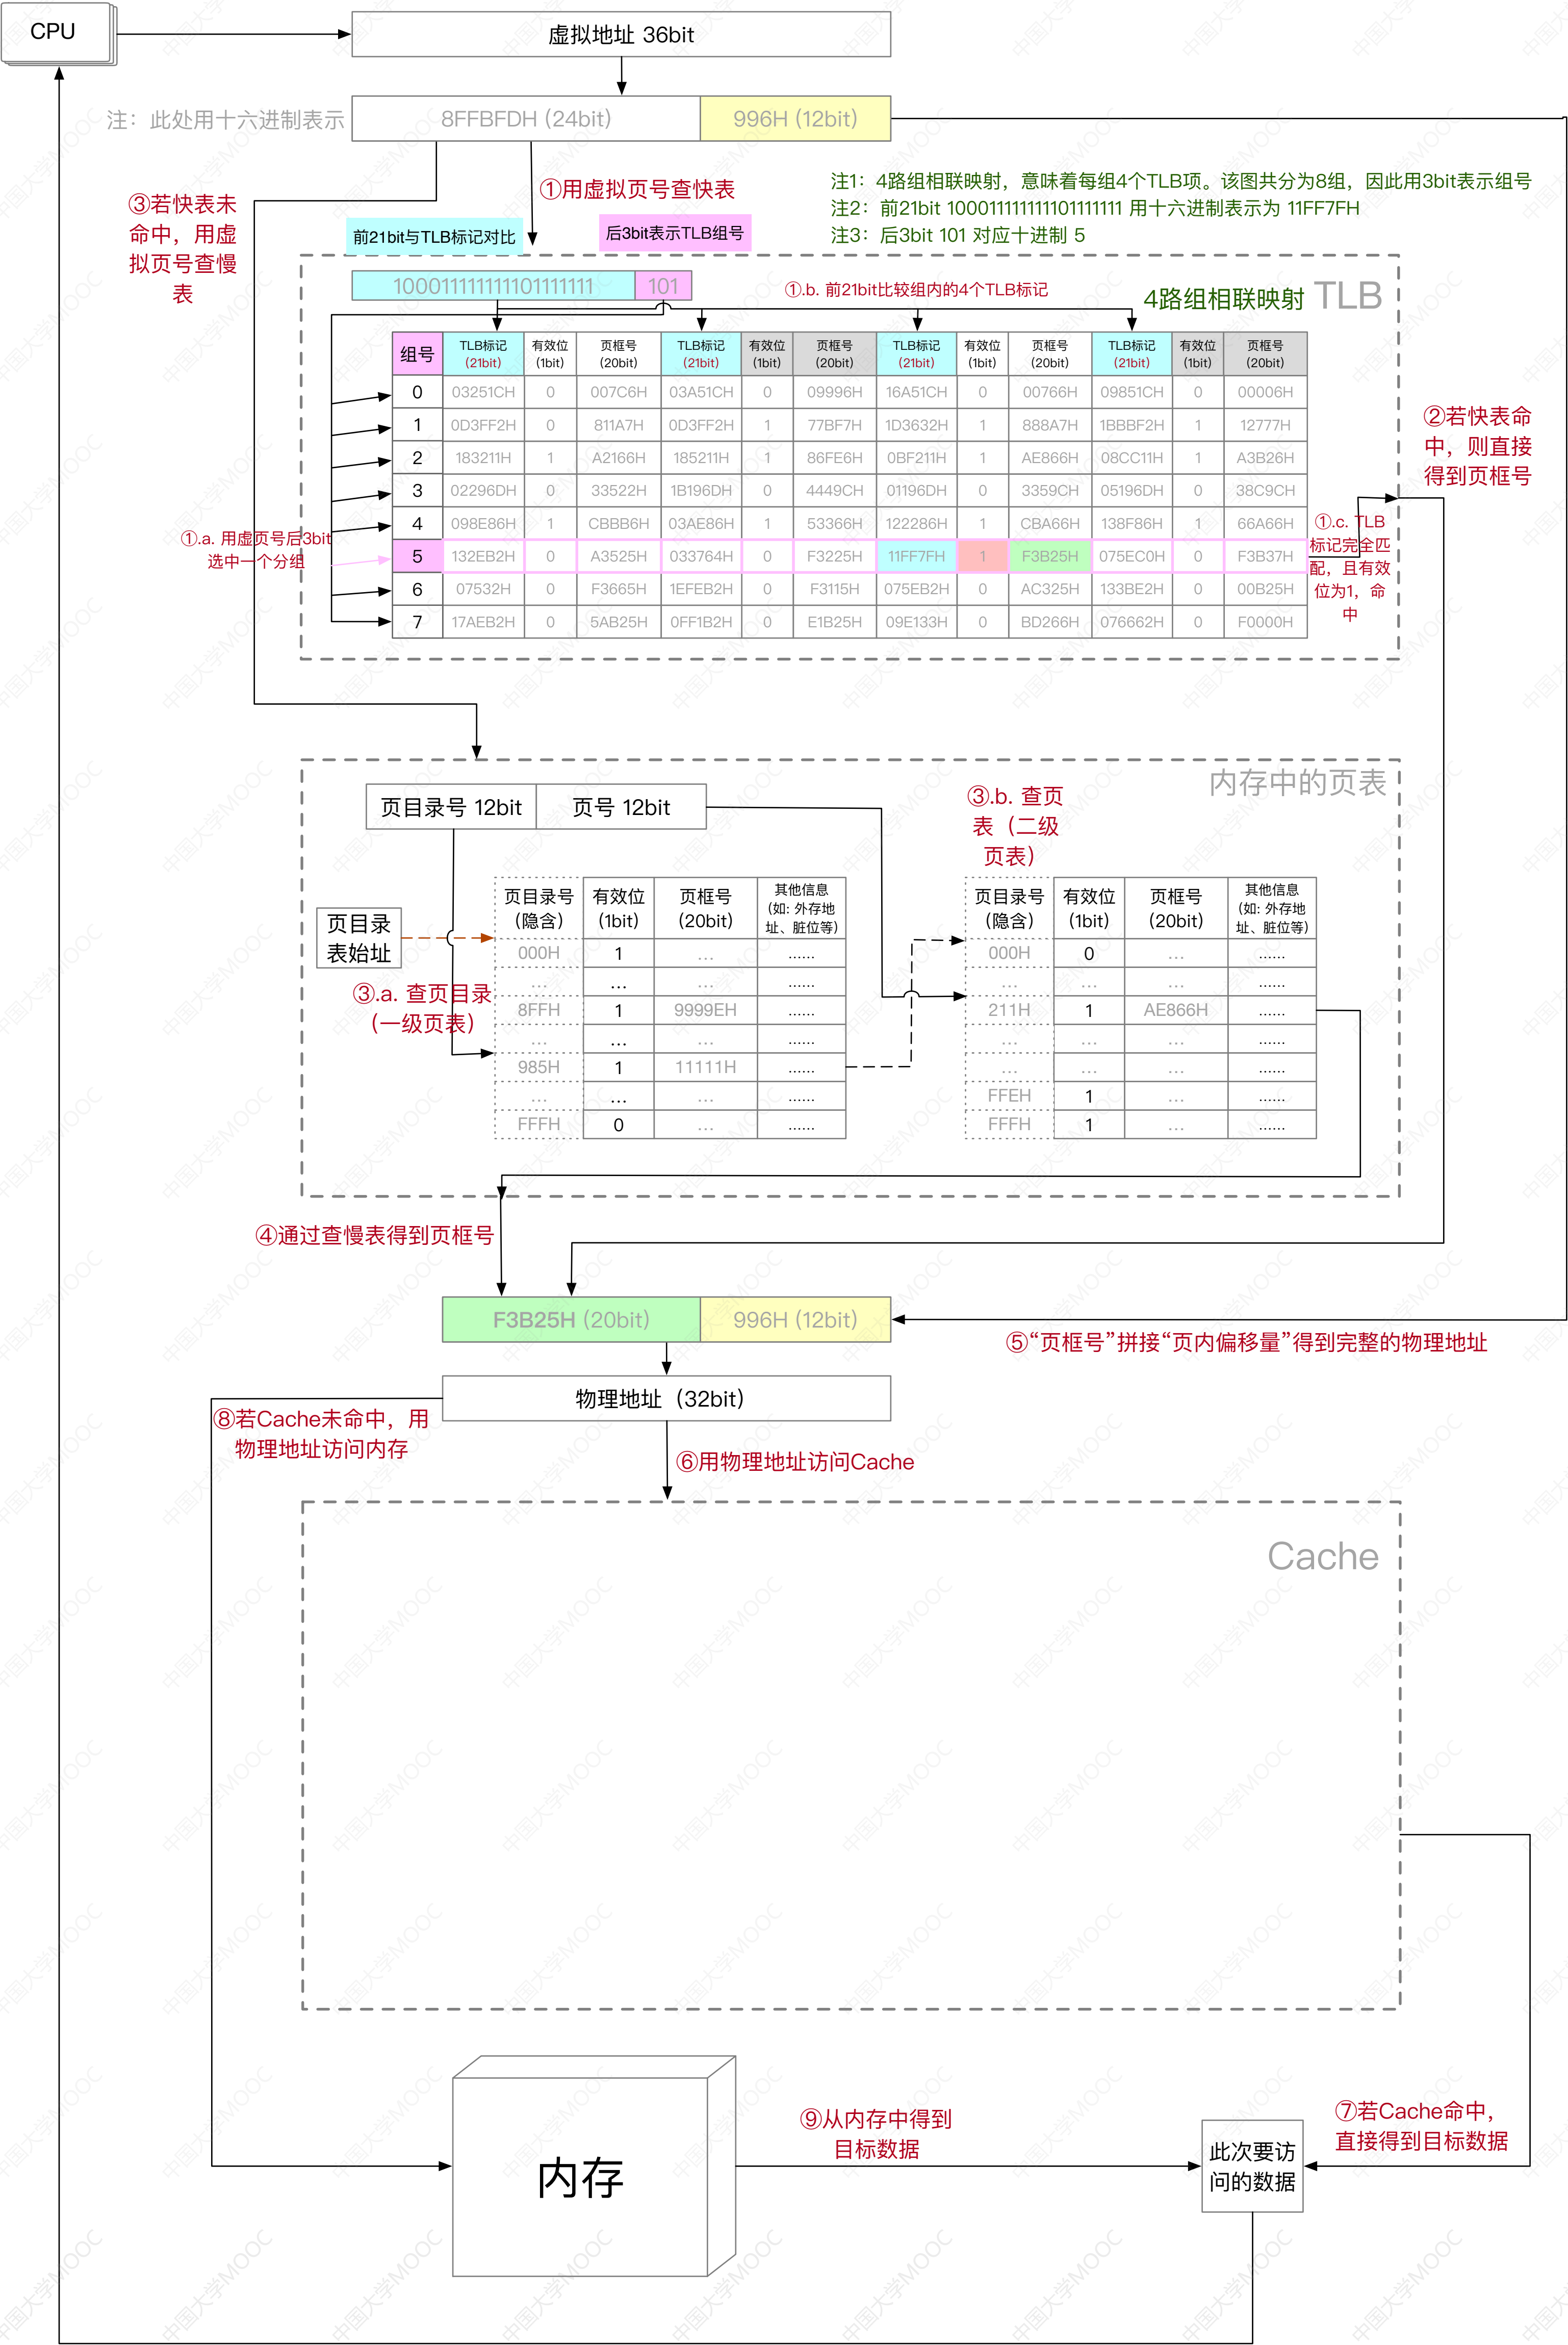 CPU
虚拟地址 36bit
注：此处用十六进制表示
8FFBFDH (24bit)
996H (12bit)
①用虚拟页号查快表
注1：4路组相联映射，意味着每组4个TLB项。该图共分为8组，因此用3bit表示组号
注2：前21bit 100011111111101111111 用十六进制表示为 11FF7FH
注3：后3bit 101 对应十进制 5
③若快表未
命中，用虚
拟页号查慢
表
前21bit与TLB标记对比
后3bit表示TLB组号
100011111111101111111 101
①.b. 前21bit比较组内的4个TLB标记
4路组相联映射 TLB
组号 TLB标记 (21bit) 有效位 (1bit) 页框号 (20bit) TLB标记 (21bit) 有效位 (1bit) 页框号 (20bit) TLB标记 (21bit) 有效位 (1bit) 页框号 (20bit) TLB标记 (21bit) 有效位 (1bit) 页框号 (20bit)
0 03251CH 0 007C6H 03A51CH 0 09996H 16A51CH 0 00766H 09851CH 0 00006H
1 0D3FF2H 0 811A7H 0D3FF2H 1 77BF7H 1D3632H 1 888A7H 1BBBF2H 1 12777H
2 183211H 1 A2166H 185211H 1 86FE6H 0BF211H 1 AE866H 08CC11H 1 A3B26H
3 02296DH 0 33522H 1B196DH 0 4449CH 01196DH 0 3359CH 05196DH 0 38C9CH
4 098E86H 1 CBBB6H 03AE86H 1 53366H 122286H 1 CBA66H 138F86H 1 66A66H
5 132EB2H 0 A3525H 033764H 0 F3225H 11FF7FH 1 F3B25H 075EC0H 0 F3B37H
6 07532H 0 F3665H 1EFEB2H 0 F3115H 075EB2H 0 AC325H 133BE2H 0 00B25H
7 17AEB2H 0 5AB25H 0FF1B2H 0 E1B25H 09E133H 0 BD266H 076662H 0 F0000H
①.a. 用虚页号后3bit
选中一个分组
①.c. TLB
标记完全匹
配，且有效
位为1，命
中
②若快表命
中，则直接
得到页框号
内存中的页表
页目录号 12bit 页号 12bit
③.b. 查页
表（二级
页表）
页目录
表始址
③.a. 查页目录
（一级页表）
页目录号 (隐含) 有效位 (1bit) 页框号 (20bit) 其他信息 (如: 外存地址、脏位等)
000H 1 ... ......
... ... ... ......
8FFH 1 9999EH ......
... ... ... ......
985H 1 11111H ......
... ... ... ......
FFFH 0 ... ......
页目录号 (隐含) 有效位 (1bit) 页框号 (20bit) 其他信息 (如: 外存地址、脏位等)
000H 0 ... ......
... ... ... ......
211H 1 AE866H ......
... ... ... ......
... ... ... ......
FFEH 1 ... ......
FFFH 1 ... ......
④通过查慢表得到页框号
F3B25H (20bit)
996H (12bit)
⑤“页框号”拼接“页内偏移量”得到完整的物理地址
物理地址（32bit）
⑧若Cache未命中，用
物理地址访问内存
⑥用物理地址访问Cache
Cache
内存
⑨从内存中得到
目标数据
此次要访
问的数据
⑦若Cache命中，
直接得到目标数据
中国大学MOOC